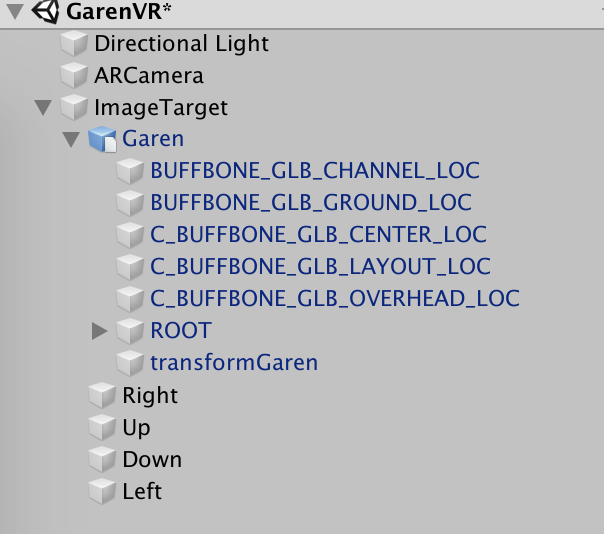 GarenVR*
Directional Light
ARCamera
ImageTarget
Garen
BUFFBONE_GLB_CHANNEL_LOC
BUFFBONE_GLB_GROUND_LOC
C_BUFFBONE_GLB_CENTER_LOC
C_BUFFBONE_GLB_LAYOUT_LOC
C_BUFFBONE_GLB_OVERHEAD_LOC
ROOT
transformGaren
Right
Up
Down
Left